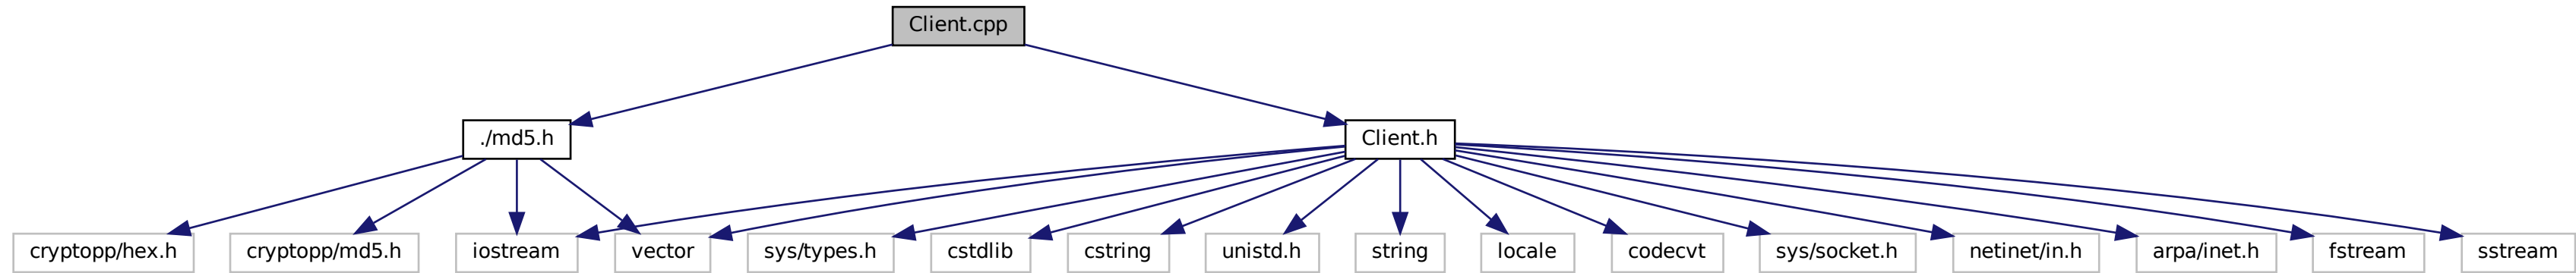 Client.cpp
./md5.h
Client.h
cryptopp/hex.h
cryptopp/md5.h
iostream
vector
sys/types.h
cstdlib
cstring
unistd.h
string
locale
codecvt
sys/socket.h
netinet/in.h
arpa/inet.h
fstream
sstream